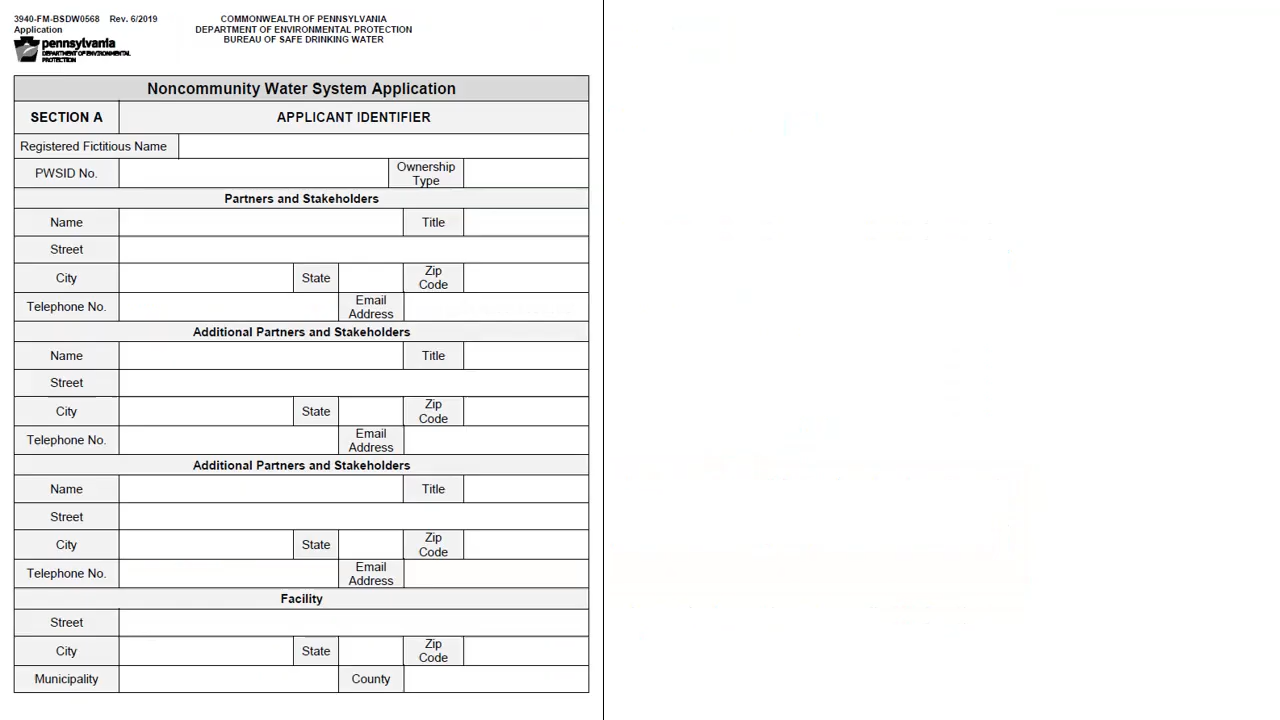 3940-FM-BSDW0568 Rev. 6/2019
Application
pennsylvania
DEPARTMENT OF ENVIRONMENTAL
PROTECTION
COMMONWEALTH OF PENNSYLVANIA
DEPARTMENT OF ENVIRONMENTAL PROTECTION
BUREAU OF SAFE DRINKING WATER
Noncommunity Water System Application
SECTION A APPLICANT IDENTIFIER
Registered Fictitious Name
PWSID No. Ownership Type
Partners and Stakeholders
Name Title
Street
City State Zip Code
Telephone No. Email Address
Additional Partners and Stakeholders
Name Title
Street
City State Zip Code
Telephone No. Email Address
Additional Partners and Stakeholders
Name Title
Street
City State Zip Code
Telephone No. Email Address
Facility
Street
City State Zip Code
Municipality County